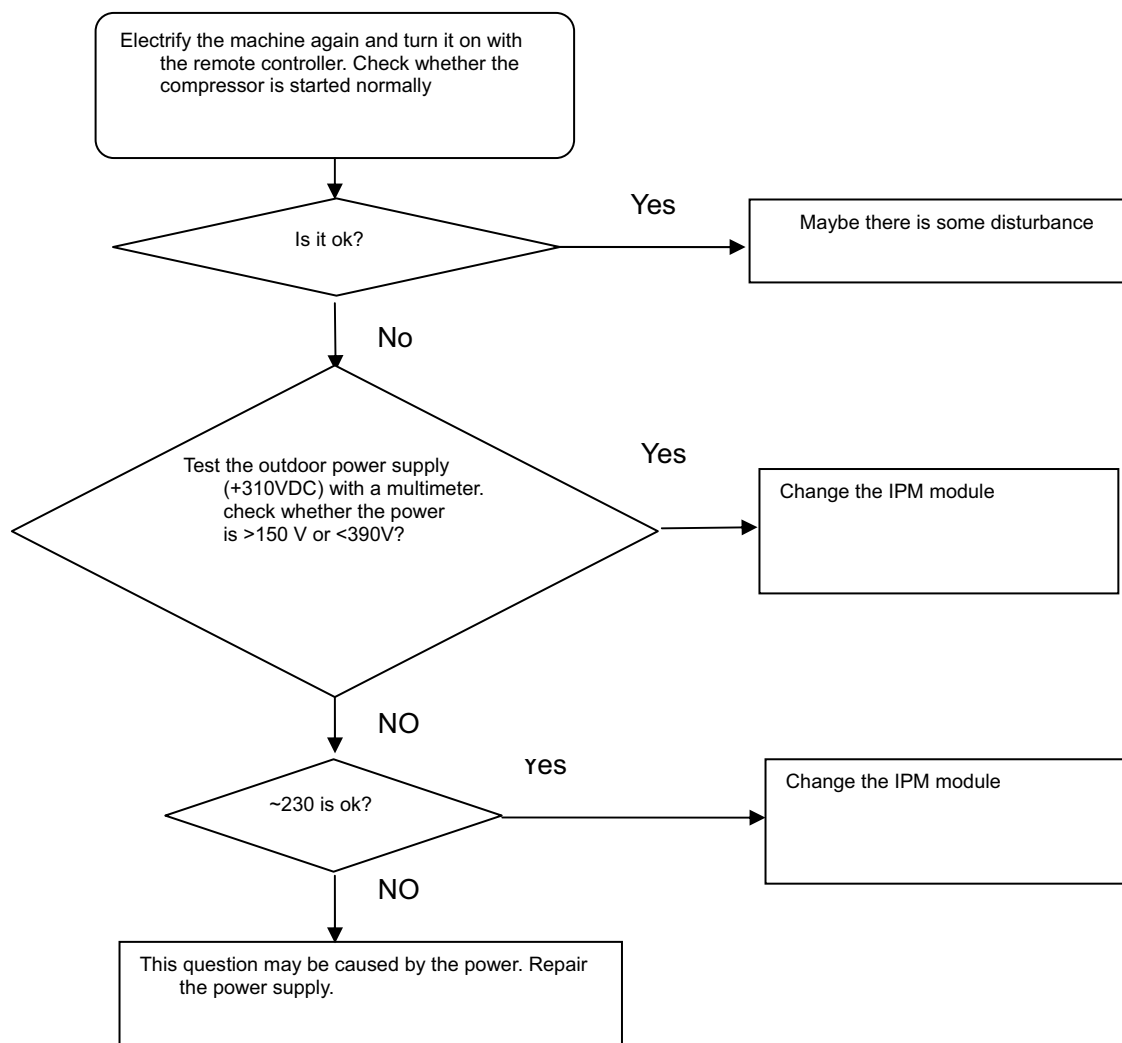 Electrify the machine again and turn it on with
the remote controller. Check whether the
compressor is started normally
Is it ok?
Yes
Maybe there is some disturbance
No
Test the outdoor power supply
(+310VDC) with a multimeter.
check whether the power
is >150 V or <390V?
Yes
Change the IPM module
NO
~230 is ok?
Yes
Change the IPM module
NO
This question may be caused by the power. Repair
the power supply.